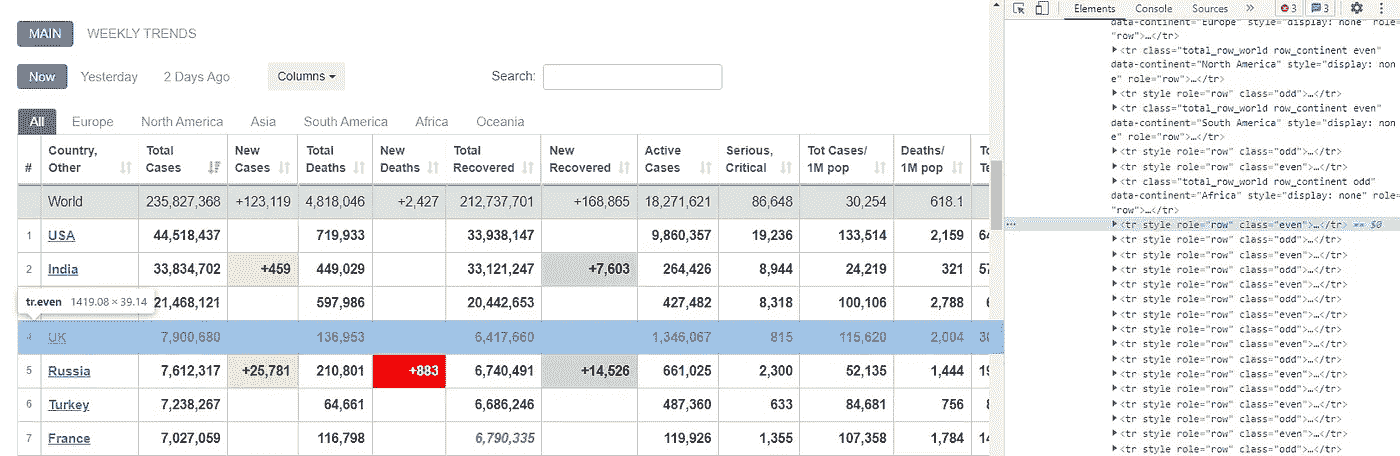 MAIN WEEKLY TRENDS
Now Yesterday 2 Days Ago Columns Search:
All Europe North America Asia South America Africa Oceania
# Country, Other Total Cases New Cases Total Deaths New Deaths Total Recovered New Recovered Active Cases Serious, Critical Tot Cases/ 1M pop Deaths/ 1M pop To Te
World 235,827,368 +123,119 4,818,046 +2,427 212,737,701 +168,865 18,271,621 86,648 30,254 618.1
1 USA 44,518,437 719,933 33,938,147 9,860,357 19,236 133,514 2,159 64
2 India 33,834,702 +459 449,029 33,121,247 +7,603 264,426 8,944 24,219 321 57
tr.even 1419.08 × 39.14
21,468,121 597,986 20,442,653 427,482 8,318 100,106 2,788 6
4 UK 7,900,680 136,953 6,417,660 1,346,067 815 115,620 2,004 30
5 Russia 7,612,317 +25,781 210,801 +883 6,740,491 +14,526 661,025 2,300 52,135 1,444 19
6 Turkey 7,238,267 64,661 6,686,246 487,360 633 84,681 756 8
7 France 7,027,059 116,798 6,790,335 119,926 1,355 107,358 1,784 14
Elements Console Sources » 3 3
data-continent="Europe" style="display: none" role=
"row">…</tr>
<tr class="total_row_world row_continent even"
data-continent="North America" style="display: non
e" role="row">…</tr>
<tr style role="row" class="odd">…</tr>
<tr class="total_row_world row_continent even"
data-continent="South America" style="display: non
e" role="row">…</tr>
<tr style role="row" class="odd">…</tr>
<tr style role="row" class="even">…</tr>
<tr class="total_row_world row_continent odd"
data-continent="Africa" style="display: none" role=
"row">…</tr>
… <tr style role="row" class="even">…</tr> == $0
<tr style role="row" class="odd">…</tr>
<tr style role="row" class="even">…</tr>
<tr style role="row" class="odd">…</tr>
<tr style role="row" class="even">…</tr>
<tr style role="row" class="odd">…</tr>
<tr style role="row" class="even">…</tr>
<tr style role="row" class="odd">…</tr>
<tr style role="row" class="even">…</tr>
<tr style role="row" class="odd">…</tr>
<tr style role="row" class="even">…</tr>
<tr style role="row" class="odd">…</tr>
<tr style role="row" class="even">…</tr>
<tr style role="row" class="odd">…</tr>
<tr style role="row" class="even">…</tr>
<tr style role="row" class="odd">…</tr>